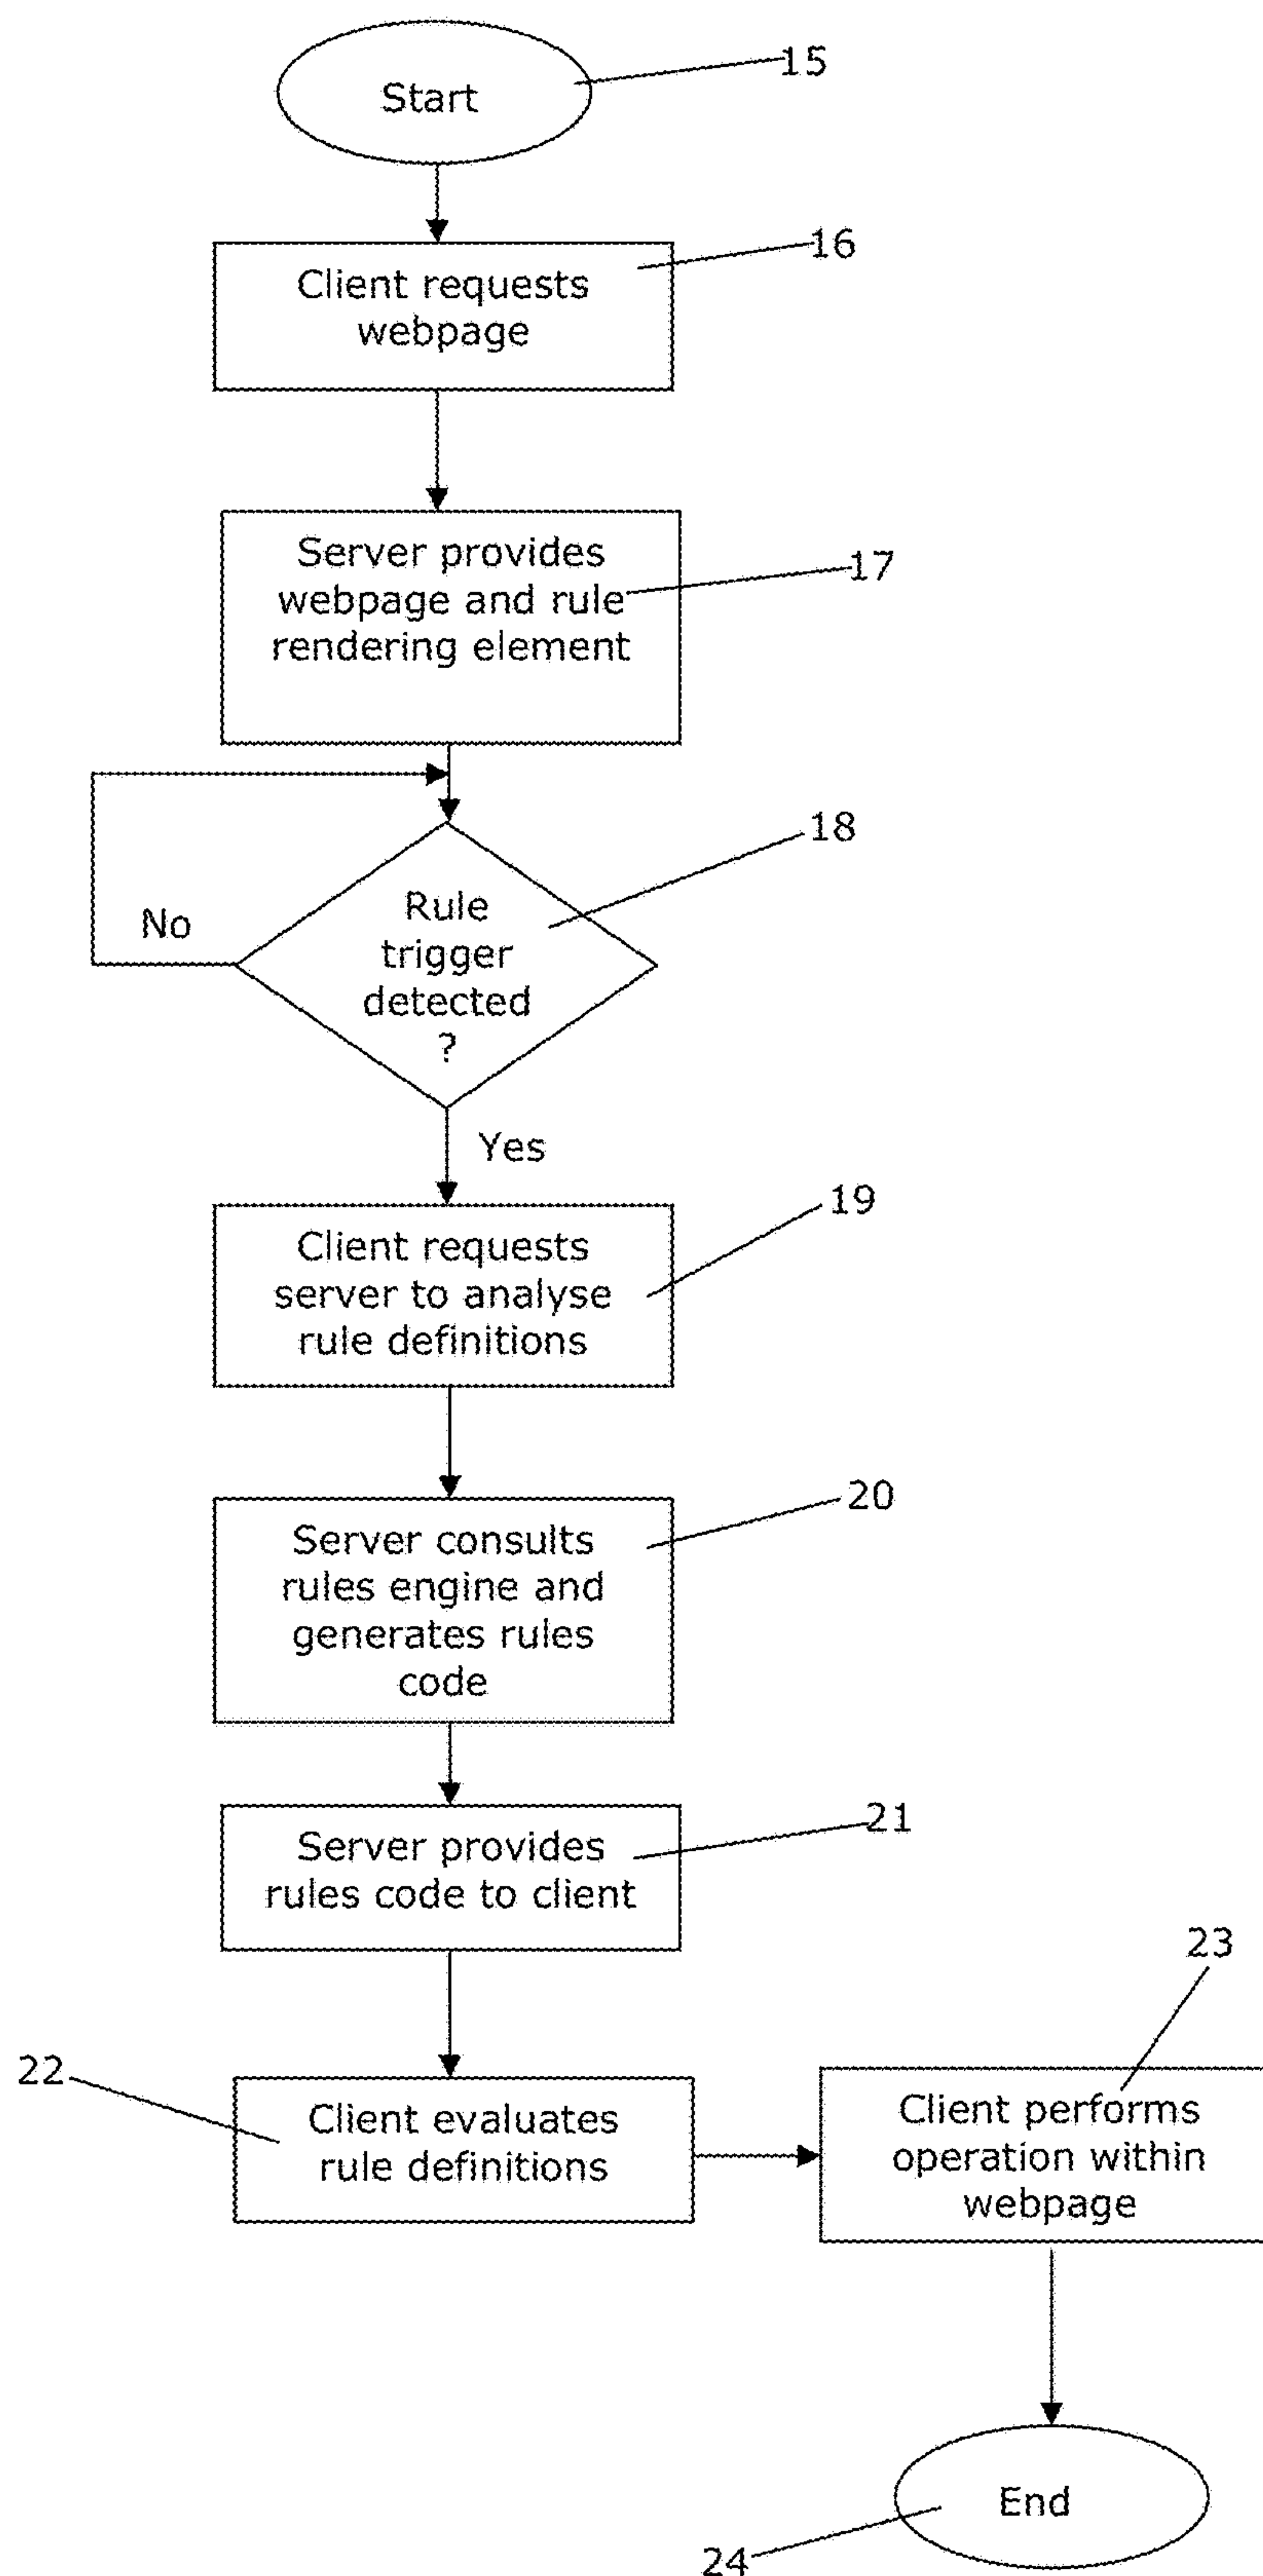 Start
15
Client requests
webpage
16
Server provides
webpage and rule
rendering element
17
Rule
trigger
detected
?
18
No
Yes
Client requests
server to analyse
rule definitions
19
Server consults
rules engine and
generates rules
code
20
Server provides
rules code to client
21
Client evaluates
rule definitions
22
Client performs
operation within
webpage
23
End
24